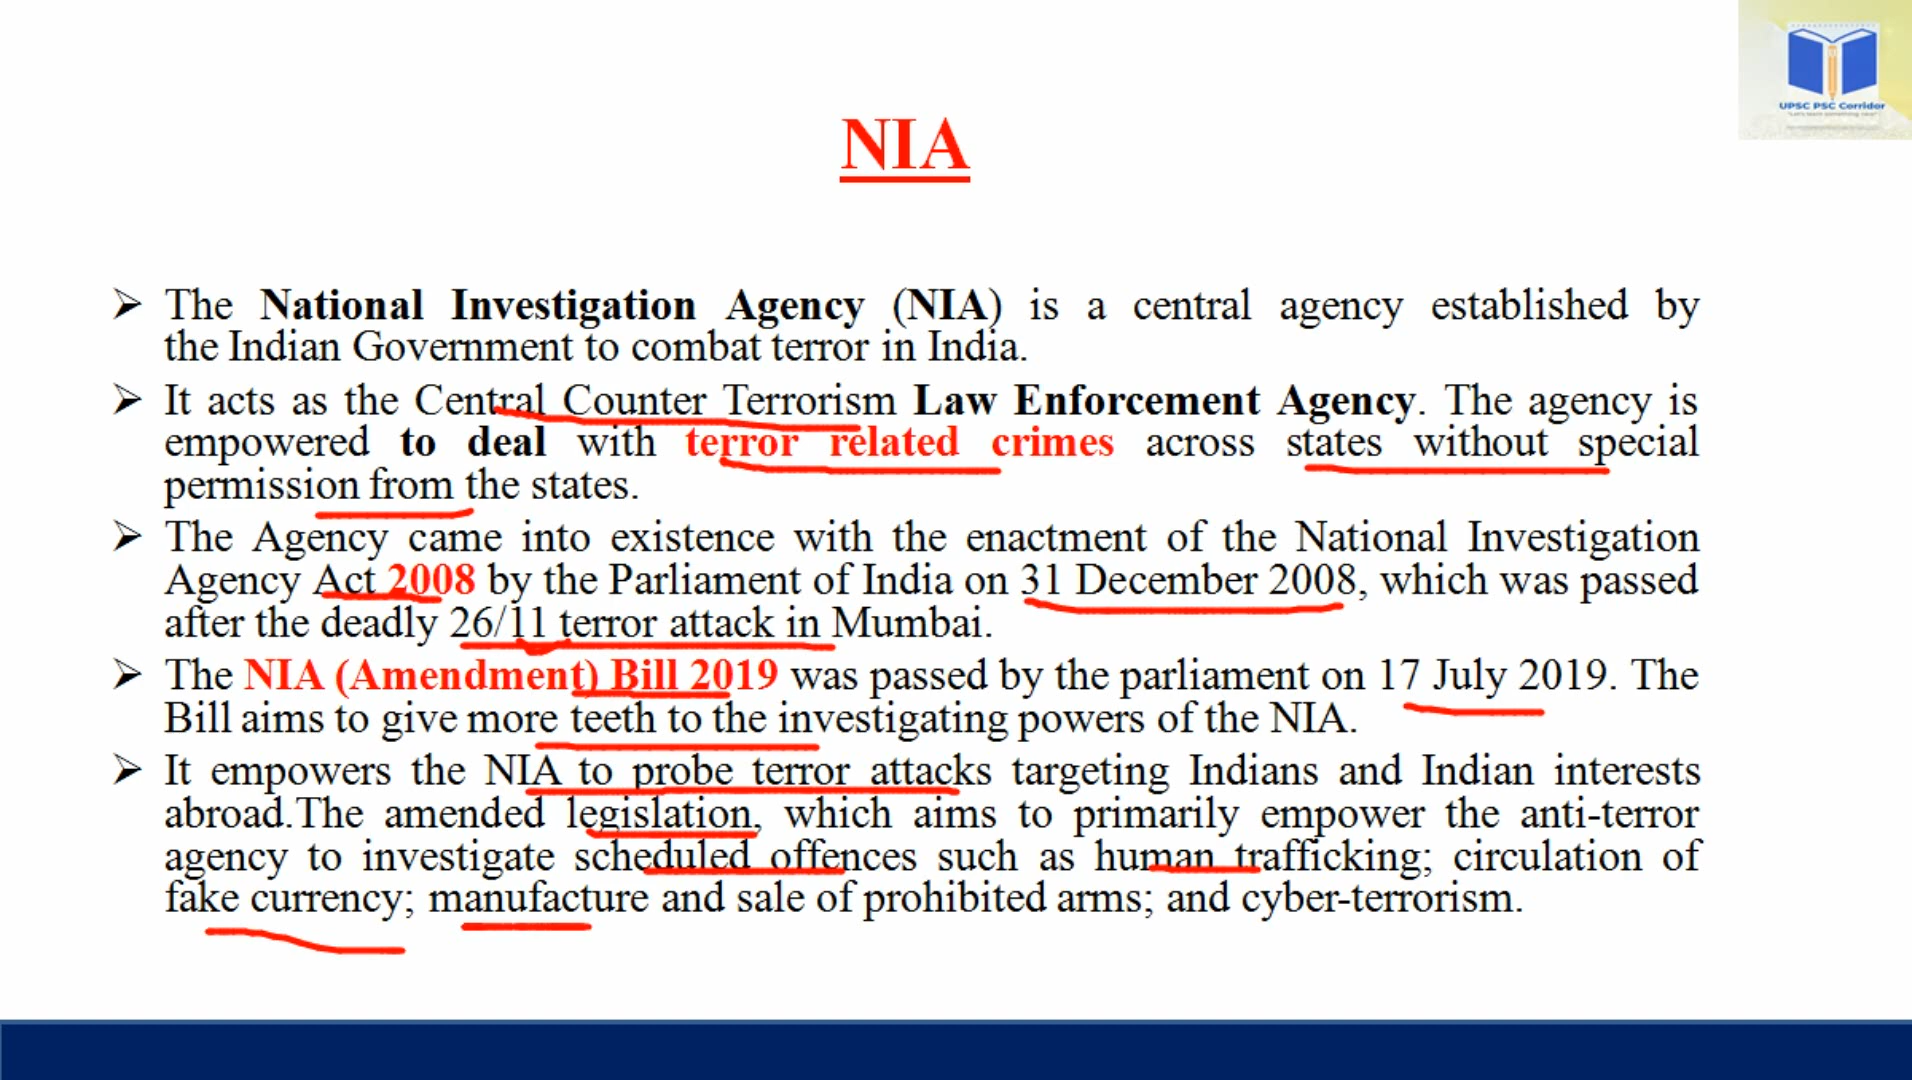 UPSC PSC Corridor
NIA
➢ The National Investigation Agency (NIA) is a central agency established by
the Indian Government to combat terror in India.
➢ It acts as the Central Counter Terrorism Law Enforcement Agency. The agency is
empowered to deal with terror related crimes across states without special
permission from the states.
➢ The Agency came into existence with the enactment of the National Investigation
Agency Act 2008 by the Parliament of India on 31 December 2008, which was passed
after the deadly 26/11 terror attack in Mumbai.
➢ The NIA (Amendment) Bill 2019 was passed by the parliament on 17 July 2019. The
Bill aims to give more teeth to the investigating powers of the NIA.
➢ It empowers the NIA to probe terror attacks targeting Indians and Indian interests
abroad.The amended legislation, which aims to primarily empower the anti-terror
agency to investigate scheduled offences such as human trafficking; circulation of
fake currency; manufacture and sale of prohibited arms; and cyber-terrorism.